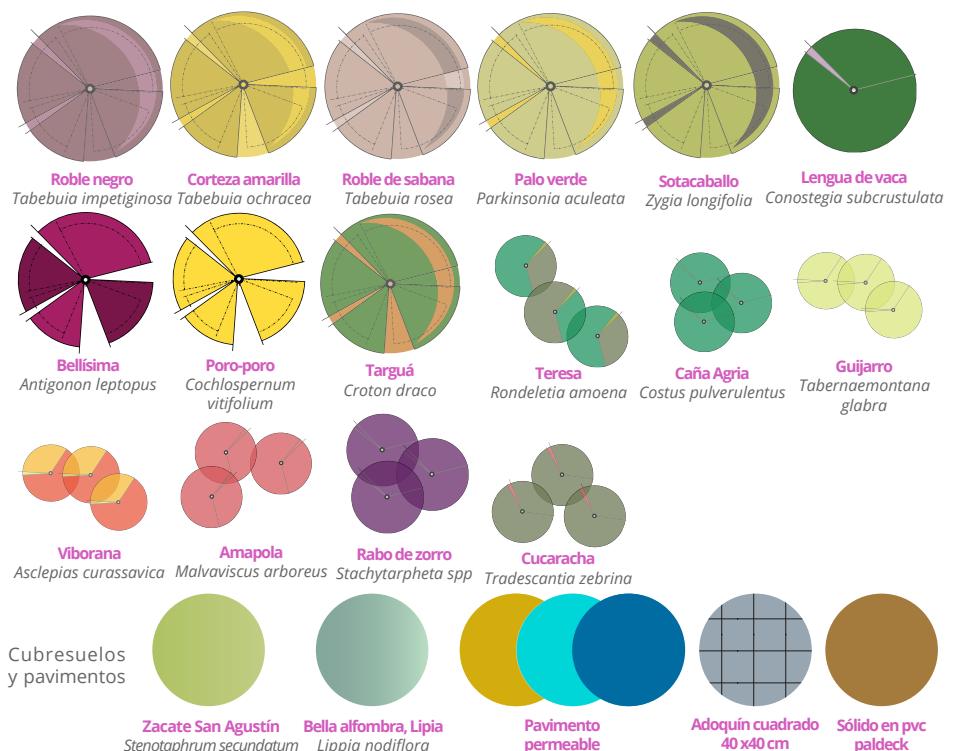 Roble negro
Tabebuia impetiginosa
Corteza amarilla
Tabebuia ochracea
Roble de sabana
Tabebuia rosea
Palo verde
Parkinsonia aculeata
Sotacaballo
Zygia longifolia
Lengua de vaca
Conostegia subcrustulata
Bellísima
Antigonon leptopus
Poro-poro
Cochlospernum
vitifolium
Targuá
Croton draco
Teresa
Rondeletia amoena
Caña Agria
Costus pulverulentus
Guijarro
Tabernaemontana
glabra
Viborana
Asclepias curassavica
Amapola
Malvaviscus arboreus
Rabo de zorro
Stachytarpheta spp
Cucaracha
Tradescantia zebrina
Cubresuelos
y pavimentos
Zacate San Agustín
Stenotaphrum secundatum
Bella alfombra, Lipia
Lippia nodiflora
Pavimento
permeable
Adoquín cuadrado
40 x40 cm
Sólido en pvc
paldeck